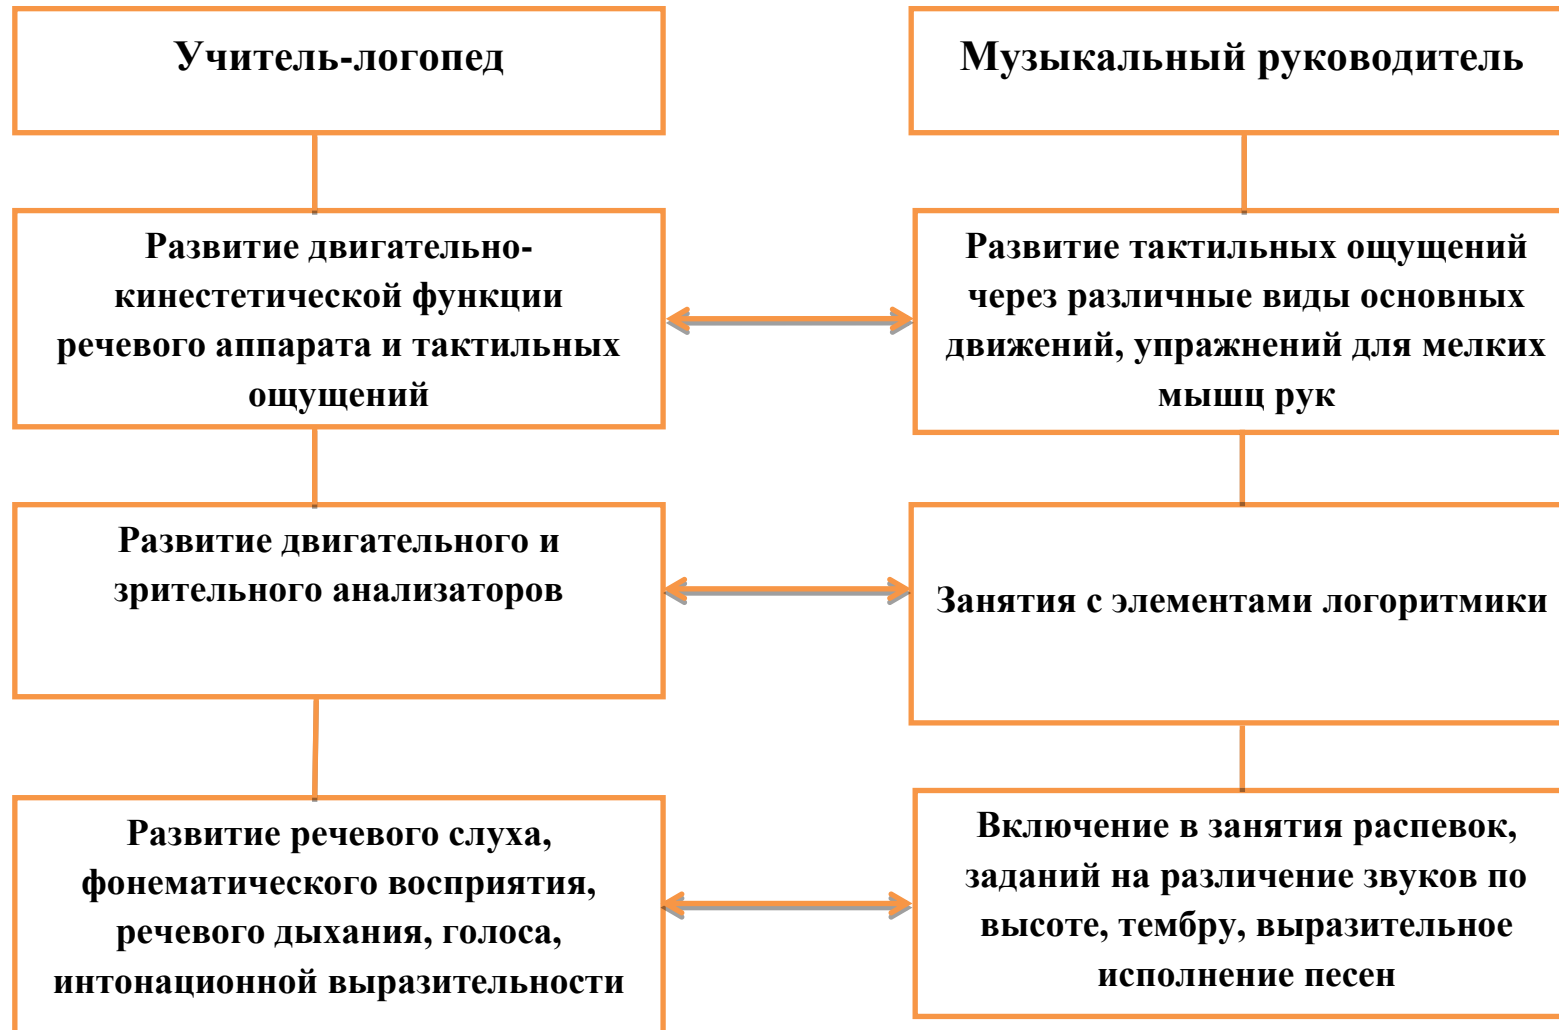 Учитель-логопед
Музыкальный руководитель
Развитие двигательно-
кинестетической функции
речевого аппарата и тактильных
ощущений
Развитие тактильных ощущений
через различные виды основных
движений, упражнений для мелких
мышц рук
Развитие двигательного и
зрительного анализаторов
Занятия с элементами логоритмики
Развитие речевого слуха,
фонематического восприятия,
речевого дыхания, голоса,
интонационной выразительности
Включение в занятия распевок,
заданий на различение звуков по
высоте, тембру, выразительное
исполнение песен